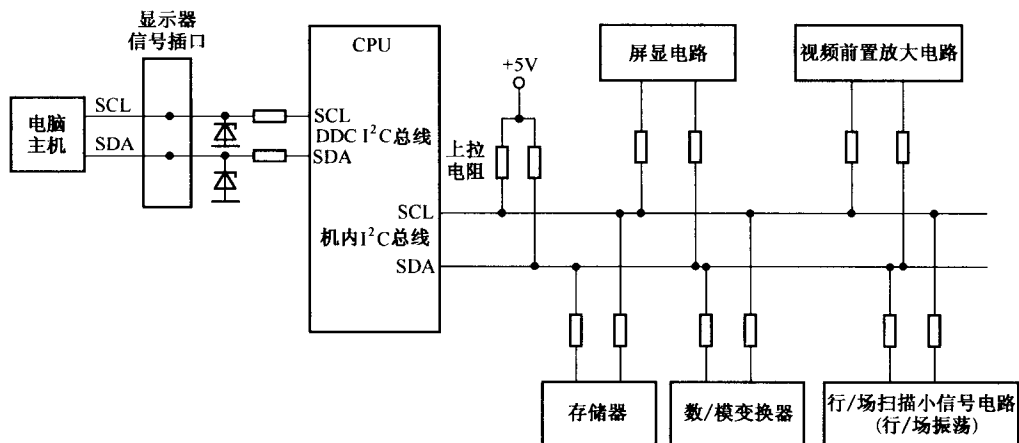 显示器
信号插口
CPU
+5V
屏显电路
视频前置放大电路
电脑
主机
SCL
SDA
SCL
DDC I²C总线
SDA
上拉
电阻
SCL
机内I²C总线
SDA
存储器
数/模变换器
行/场扫描小信号电路
(行/场振荡)